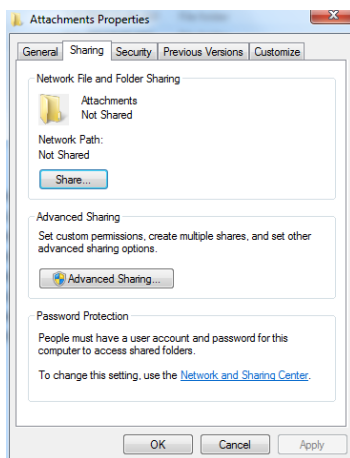 Attachments Properties
General Sharing Security Previous Versions Customize
Network File and Folder Sharing
Attachments
Not Shared
Network Path:
Not Shared
Share...
Advanced Sharing
Set custom permissions, create multiple shares, and set other
advanced sharing options.
Advanced Sharing...
Password Protection
People must have a user account and password for this
computer to access shared folders.
To change this setting, use the Network and Sharing Center.
OK Cancel Apply